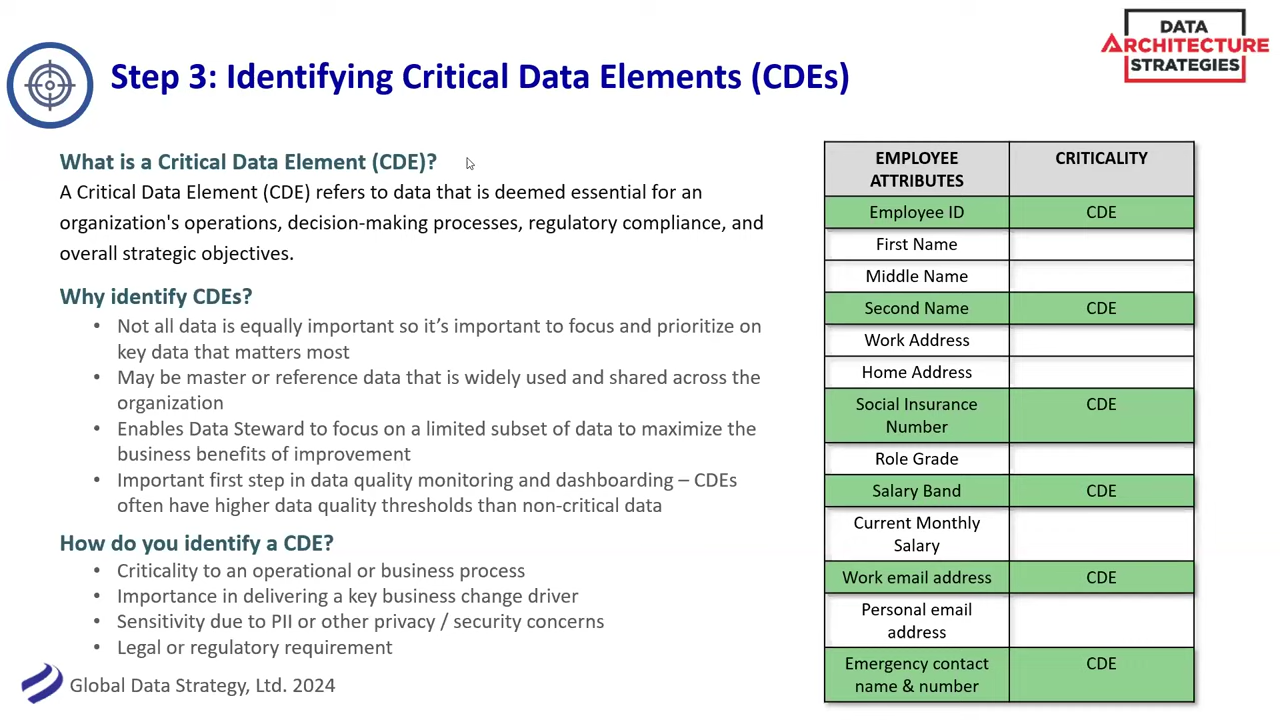 DATA
ARCHITECTURE
STRATEGIES
Step 3: Identifying Critical Data Elements (CDEs)
What is a Critical Data Element (CDE)?
A Critical Data Element (CDE) refers to data that is deemed essential for an
organization's operations, decision-making processes, regulatory compliance, and
overall strategic objectives.
Why identify CDEs?
• Not all data is equally important so it’s important to focus and prioritize on
key data that matters most
• May be master or reference data that is widely used and shared across the
organization
• Enables Data Steward to focus on a limited subset of data to maximize the
business benefits of improvement
• Important first step in data quality monitoring and dashboarding – CDEs
often have higher data quality thresholds than non-critical data
How do you identify a CDE?
• Criticality to an operational or business process
• Importance in delivering a key business change driver
• Sensitivity due to PII or other privacy / security concerns
• Legal or regulatory requirement
Global Data Strategy, Ltd. 2024
EMPLOYEE CRITICALITY
ATTRIBUTES
Employee ID CDE
First Name
Middle Name
Second Name CDE
Work Address
Home Address
Social Insurance CDE
Number
Role Grade
Salary Band CDE
Current Monthly
Salary
Work email address CDE
Personal email
address
Emergency contact CDE
name & number